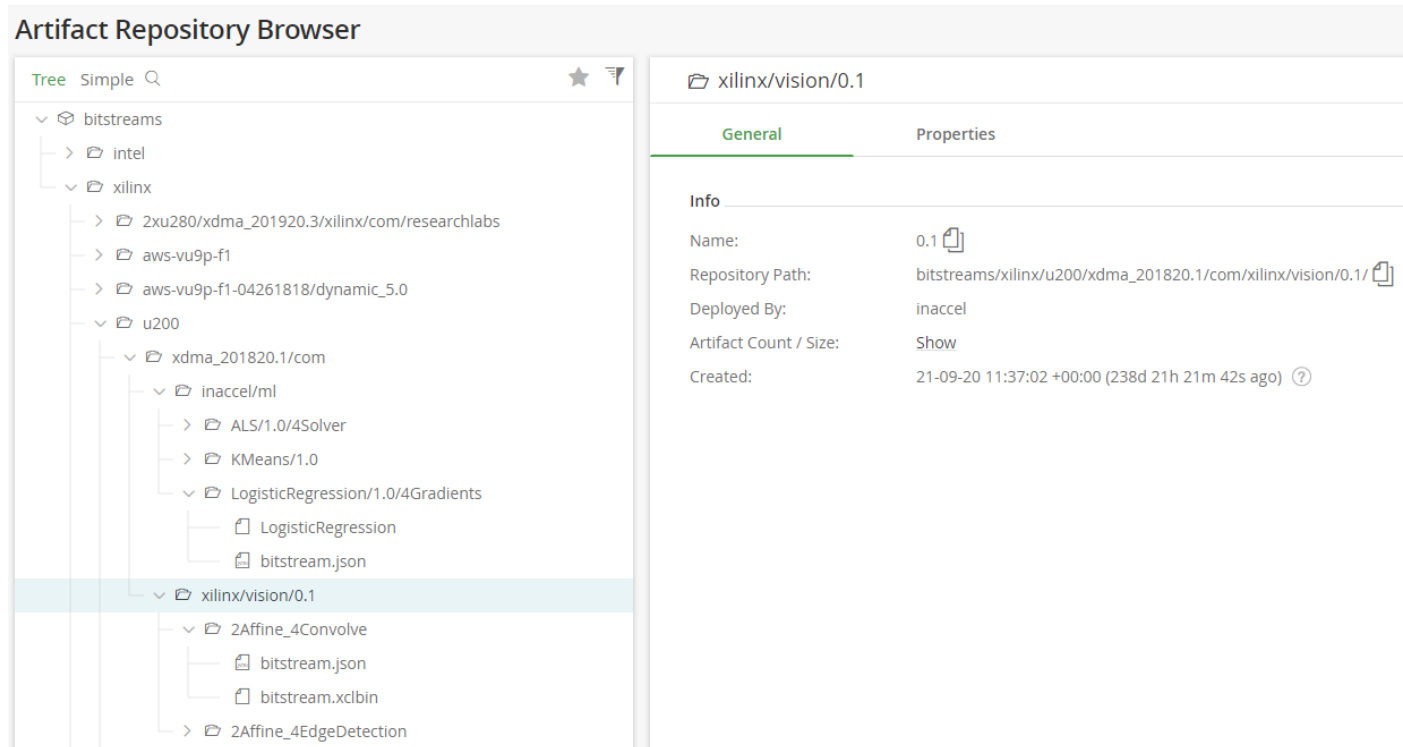 Artifact Repository Browser
Tree Simple
bitstreams
intel
xilinx
2xu280/xdma_201920.3/xilinx/com/researchlabs
aws-vu9p-f1
aws-vu9p-f1-04261818/dynamic_5.0
u200
xdma_201820.1/com
inaccel/ml
ALS/1.0/4Solver
KMeans/1.0
LogisticRegression/1.0/4Gradients
LogisticRegression
bitstream.json
xilinx/vision/0.1
2Affine_4Convolve
bitstream.json
bitstream.xclbin
2Affine_4EdgeDetection
xilinx/vision/0.1
General Properties
Info
Name: 0.1
Repository Path: bitstreams/xilinx/u200/xdma_201820.1/com/xilinx/vision/0.1/
Deployed By: inaccel
Artifact Count / Size: Show
Created: 21-09-20 11:37:02 +00:00 (238d 21h 21m 42s ago) ?